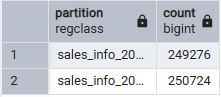 partition count
regclass bigint
1 sales_info_20... 249276
2 sales_info_20... 250724